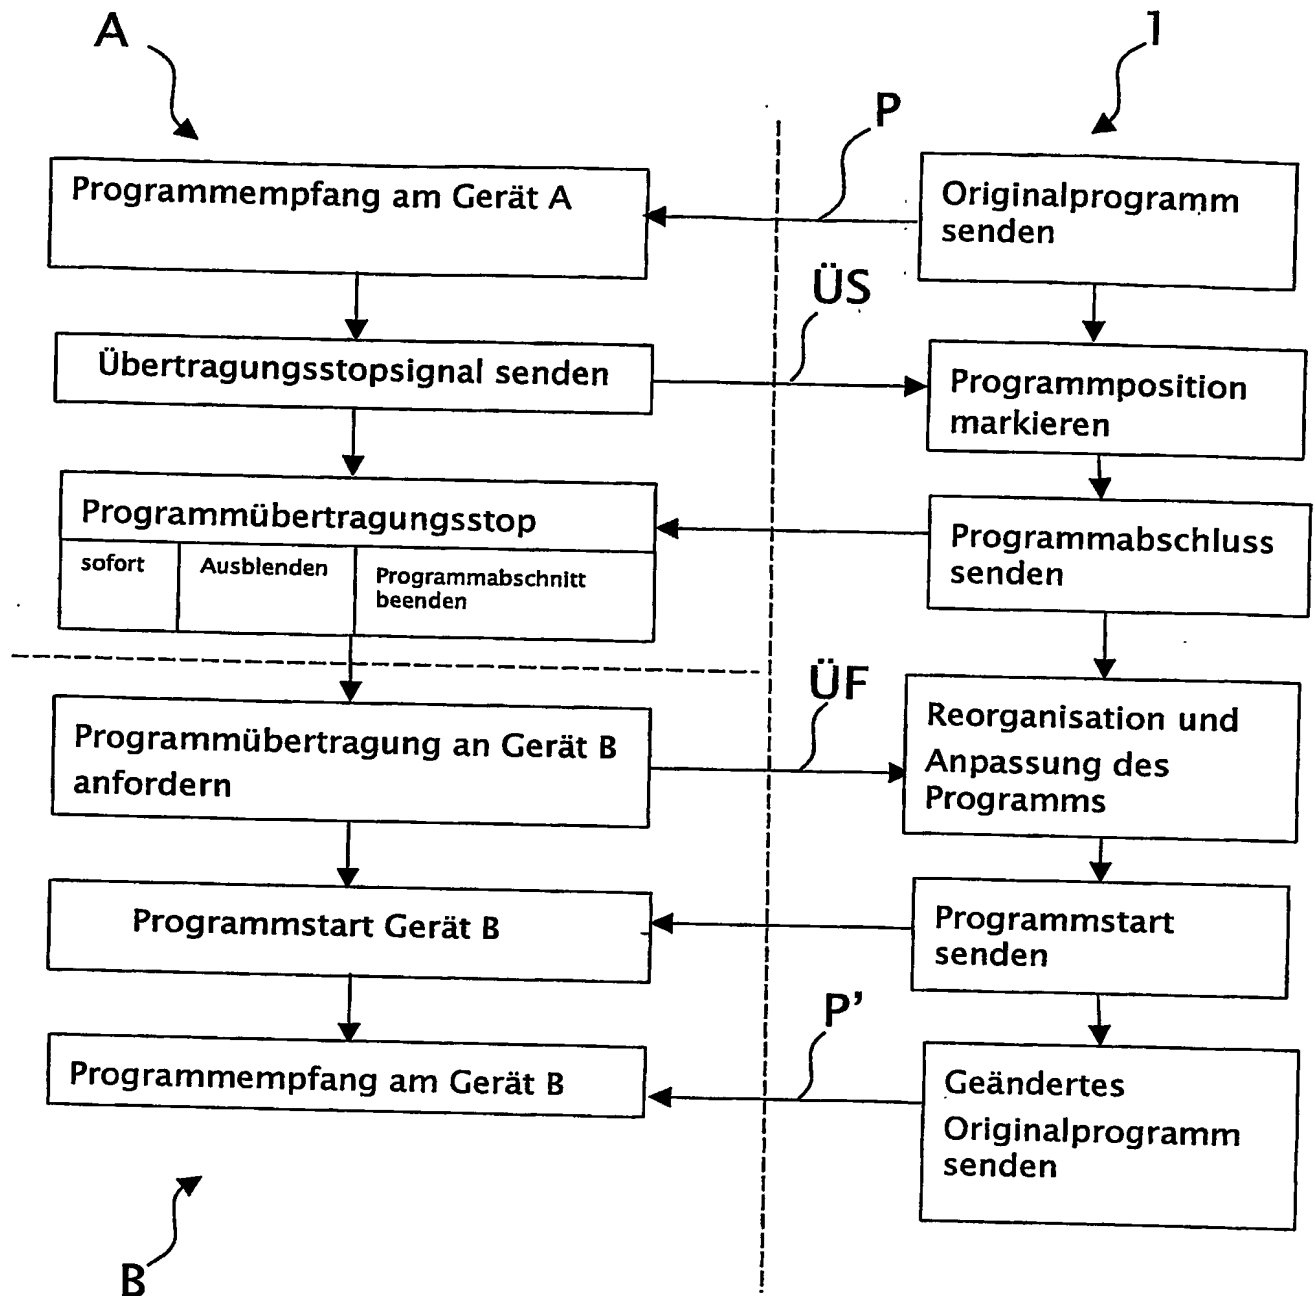 A
1
P
Programmempfang am Gerät A
Originalprogramm
senden
ÜS
Übertragungsstopsignal senden
Programmposition
markieren
Programmübertragungsstop
sofort
Ausblenden
Programmabschnitt
beenden
Programmabschluss
senden
ÜF
Programmübertragung an Gerät B
anfordern
Reorganisation und
Anpassung des
Programms
Programmstart Gerät B
Programmstart
senden
P’
Programmempfang am Gerät B
Geändertes
Originalprogramm
senden
B